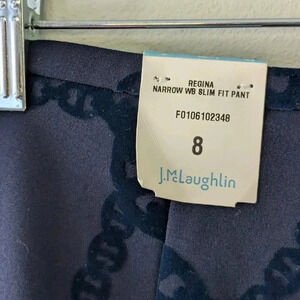 REGINA
NARROW WB SLIM FIT PANT
F0106102348
8
J.McLaughlin